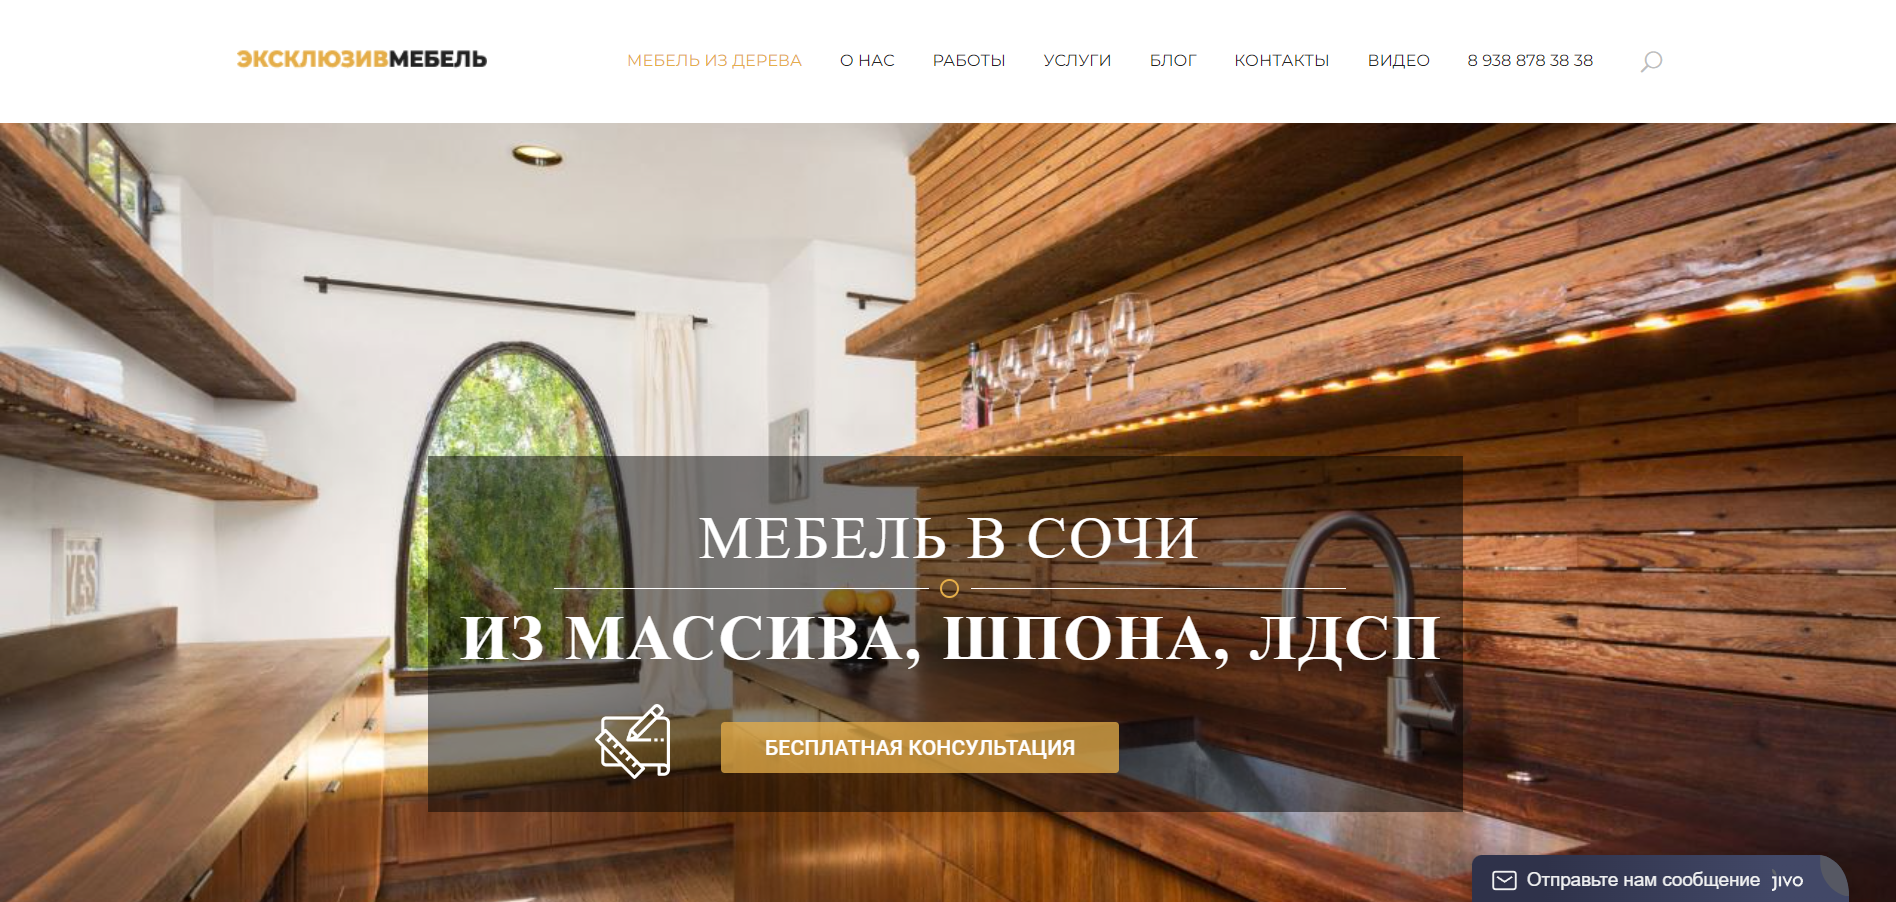 ЭКСКЛЮЗИВМЕБЕЛЬ
МЕБЕЛЬ ИЗ ДЕРЕВА О НАС РАБОТЫ УСЛУГИ БЛОГ КОНТАКТЫ ВИДЕО 8 938 878 38 38
YES
МЕБЕЛЬ В СОЧИ
ИЗ МАССИВА, ШПОНА, ЛДСП
БЕСПЛАТНАЯ КОНСУЛЬТАЦИЯ
Отправьте нам сообщение jivo